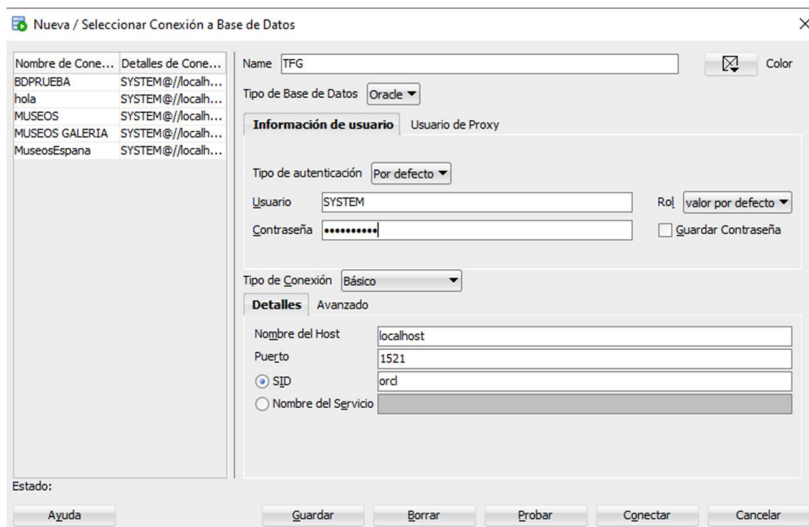 Nueva / Seleccionar Conexión a Base de Datos
Nombre de Cone... Detalles de Cone...
BDPRUEBA SYSTEM@//localh...
hola SYSTEM@//localh...
MUSEOS SYSTEM@//localh...
MUSEOS GALERIA SYSTEM@//localh...
MuseosEspana SYSTEM@//localh...
Name TFG Color
Tipo de Base de Datos Oracle
Información de usuario Usuario de Proxy
Tipo de autenticación Por defecto
Usuario SYSTEM Rol valor por defecto
Contraseña •••••••••• Guardar Contraseña
Tipo de Conexión Básico
Detalles Avanzado
Nombre del Host localhost
Puerto 1521
SID orcl
Nombre del Servicio
Estado:
Ayuda Guardar Borrar Probar Conectar Cancelar